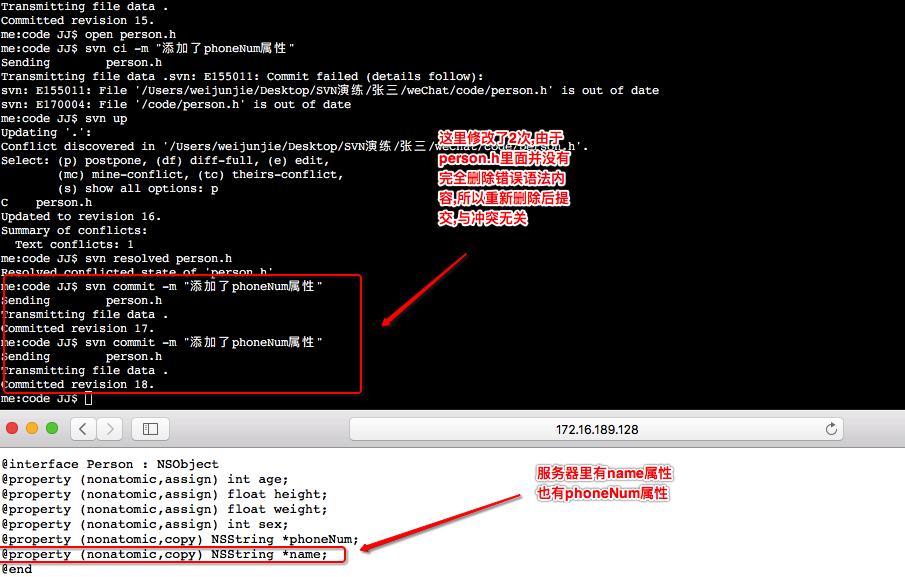 Transmitting file data .
Committed revision 15.
me:code JJ$ open person.h
me:code JJ$ svn ci -m "添加了phoneNum属性"
Sending        person.h
Transmitting file data .svn: E155011: Commit failed (details follow):
svn: E155011: File '/Users/weijunjie/Desktop/SVN演练/张三/weChat/code/person.h' is out of date
svn: E170004: File '/code/person.h' is out of date
me:code JJ$ svn up
Updating '.':
Conflict discovered in '/Users/weijunjie/Desktop/SVN演练/张三/weChat/code/person.h'.
Select: (p) postpone, (df) diff-full, (e) edit,
        (mc) mine-conflict, (tc) theirs-conflict,
        (s) show all options: p
C    person.h
Updated to revision 16.
Summary of conflicts:
  Text conflicts: 1
me:code JJ$ svn resolved person.h
Resolved conflicted state of 'person.h'
me:code JJ$ svn commit -m "添加了phoneNum属性"
Sending        person.h
Transmitting file data .
Committed revision 17.
me:code JJ$ svn commit -m "添加了phoneNum属性"
Sending        person.h
Transmitting file data .
Committed revision 18.
me:code JJ$
这里修改了2次,由于
person.h里面并没有
完全删除错误语法内
容,所以重新删除后提
交,与冲突无关
172.16.189.128
@interface Person : NSObject
@property (nonatomic,assign) int age;
@property (nonatomic,assign) float height;
@property (nonatomic,assign) float weight;
@property (nonatomic,assign) int sex;
@property (nonatomic,copy) NSString *phoneNum;
@property (nonatomic,copy) NSString *name;
@end
服务器里有name属性
也有phoneNum属性